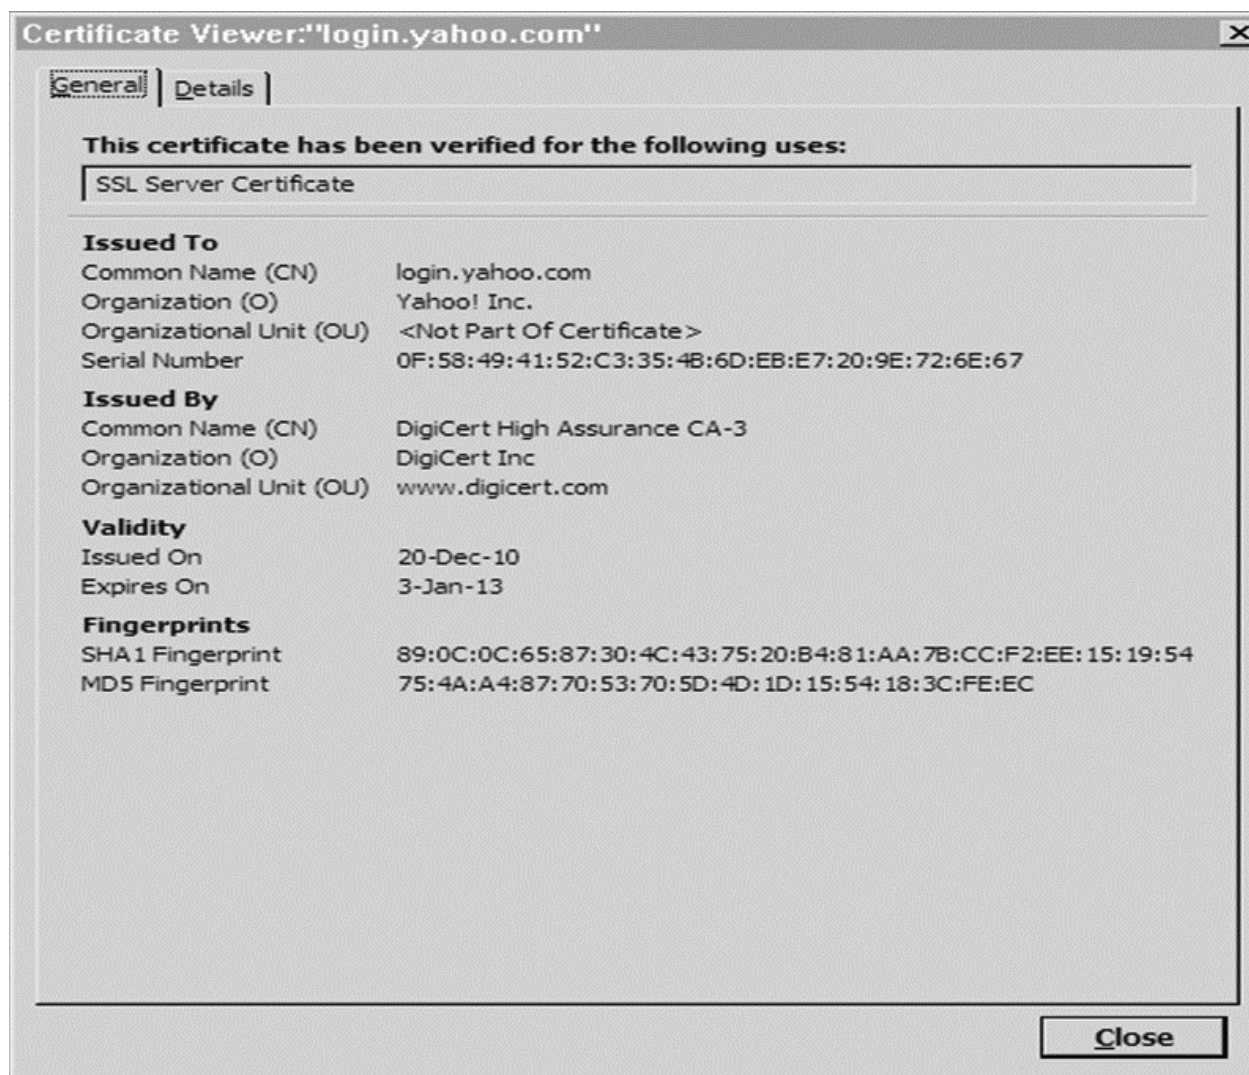 Certificate Viewer:"login.yahoo.com"
General Details
This certificate has been verified for the following uses:
SSL Server Certificate
Issued To
Common Name (CN) login.yahoo.com
Organization (O) Yahoo! Inc.
Organizational Unit (OU) <Not Part Of Certificate>
Serial Number 0F:58:49:41:52:C3:35:4B:6D:EB:E7:20:9E:72:6E:67
Issued By
Common Name (CN) DigiCert High Assurance CA-3
Organization (O) DigiCert Inc
Organizational Unit (OU) www.digicert.com
Validity
Issued On 20-Dec-10
Expires On 3-Jan-13
Fingerprints
SHA1 Fingerprint 89:0C:0C:65:87:30:4C:43:75:20:B4:81:AA:7B:CC:F2:EE:15:19:54
MD5 Fingerprint 75:4A:A4:87:70:53:70:5D:4D:1D:15:54:18:3C:FE:EC
Close